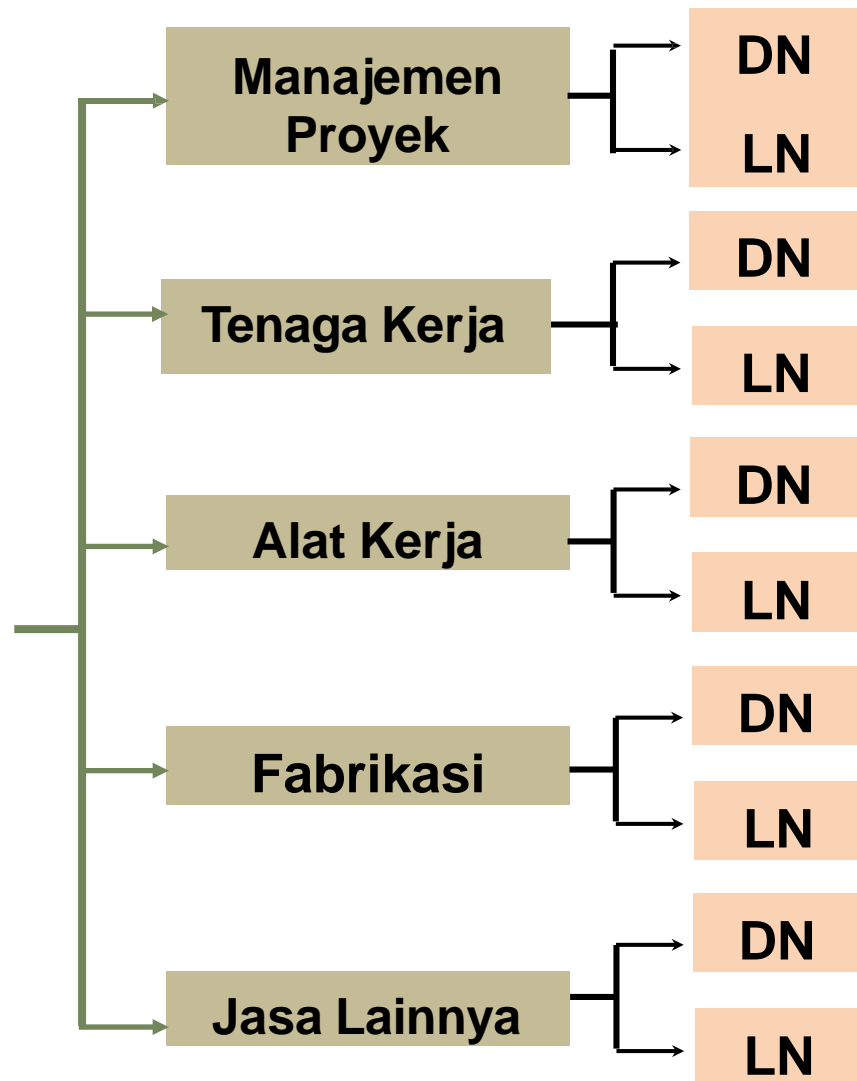 Manajemen
Proyek
DN
LN
Tenaga Kerja
DN
LN
Alat Kerja
DN
LN
Fabrikasi
DN
LN
Jasa Lainnya
DN
LN